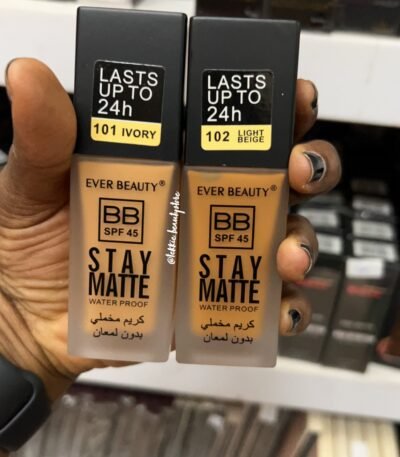 LASTS
UP TO
24h
101 IVORY
EVER BEAUTY®
BB
SPF 45
STAY
MATTE
WATER PROOF
كريم مخملي
بدون لمعان
LASTS
UP TO
24h
102 LIGHT
BEIGE
EVER BEAUTY®
BB
SPF 45
STAY
MATTE
WATER PROOF
كريم مخملي
بدون لمعان
@lekkie.beautystore